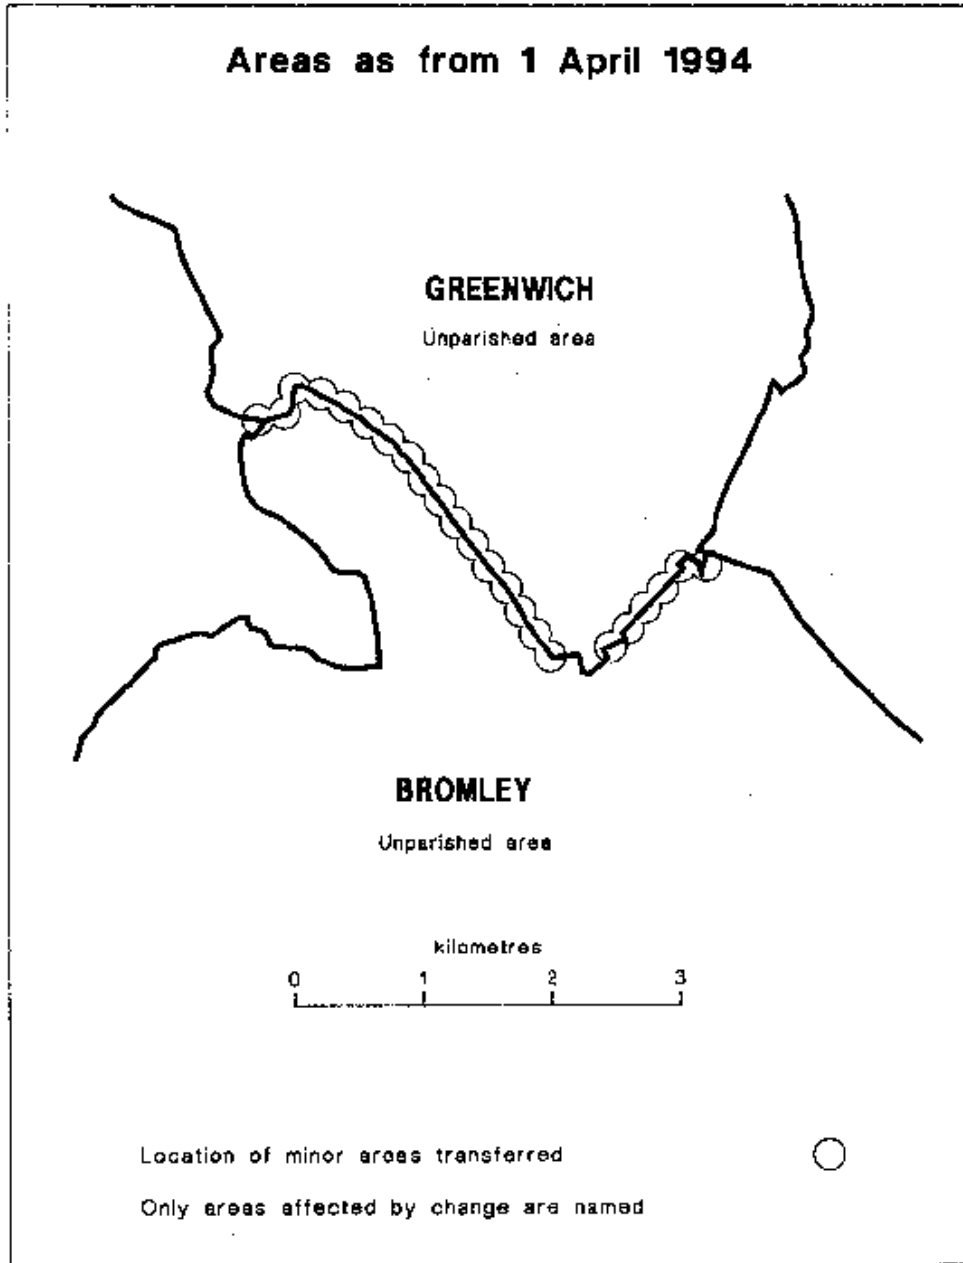 Areas as from 1 April 1994
GREENWICH
Unparished area
BROMLEY
Unparished area
kilometres
0 1 2 3
Location of minor areas transferred
Only areas affected by change are named